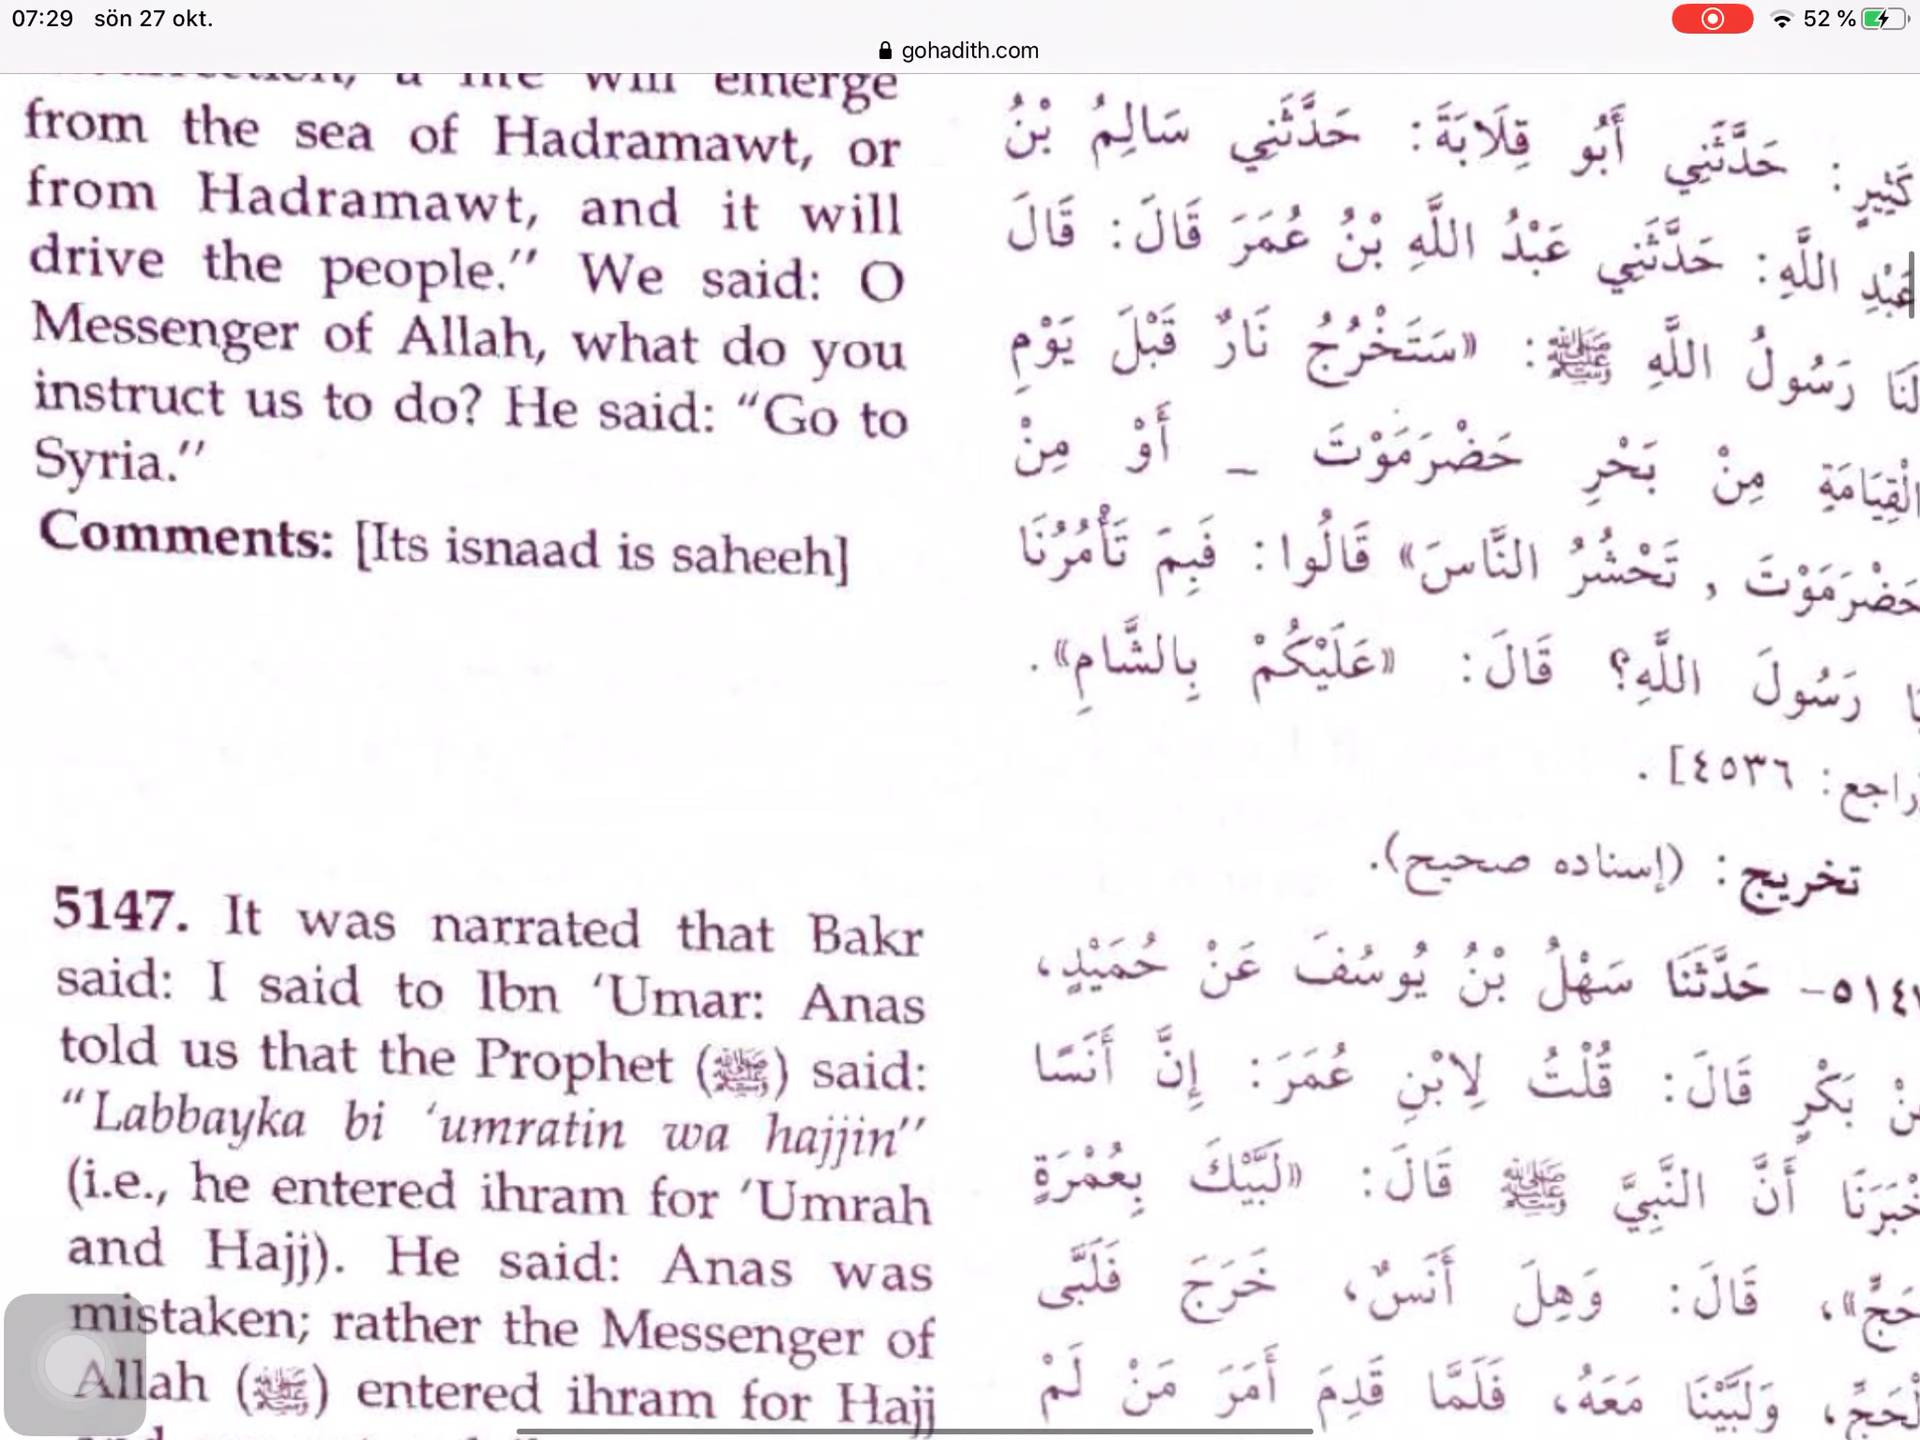 07:29 sön 27 okt.
52 %
gohadith.com
a fire will emerge
from the sea of Hadramawt, or
from Hadramawt, and it will
drive the people.” We said: O
Messenger of Allah, what do you
instruct us to do? He said: “Go to
Syria.”
Comments: [Its isnaad is saheeh]
5147. It was narrated that Bakr
said: I said to Ibn ‘Umar: Anas
told us that the Prophet (ﷺ) said:
“Labbayka bi ‘umratin wa hajjin”
(i.e., he entered ihram for ‘Umrah
and Hajj). He said: Anas was
mistaken; rather the Messenger of
Allah (ﷺ) entered ihram for Hajj
كَثِيرٍ: حَدَّثَنِي أَبُو قِلَابَةَ: حَدَّثَنِي سَالِمُ بْنُ
عَبْدِ اللَّهِ: حَدَّثَنِي عَبْدُ اللَّهِ بْنُ عُمَرَ قَالَ: قَالَ
لَنَا رَسُولُ اللَّهِ ﷺ: «سَتَخْرُجُ نَارٌ قَبْلَ يَوْمِ
الْقِيَامَةِ مِنْ بَحْرِ حَضْرَمَوْتَ _ أَوْ مِنْ
حَضْرَمَوْتَ , تَحْشُرُ النَّاسَ» قَالُوا: فَبِمَ تَأْمُرُنَا
رَسُولَ اللَّهِ؟ قَالَ: «عَلَيْكُمْ بِالشَّامِ».
راجع: ٤٥٣٦] .
تخريج: (إسناده صحيح).
حَدَّثَنَا سَهْلُ بْنُ يُوسُفَ عَنْ حُمَيْدٍ،
بَكْرٍ قَالَ: قُلْتُ لِابْنِ عُمَرَ: إِنَّ أَنَسًا
أَنَّ النَّبِيَّ ﷺ قَالَ: «لَبَّيْكَ بِعُمْرَةٍ
حَجٍّ»، قَالَ: وَهِلَ أَنَسٌ، خَرَجَ فَلَبَّى
وَلَبَّيْنَا مَعَهُ، فَلَمَّا قَدِمَ أَمَرَ مَنْ لَمْ